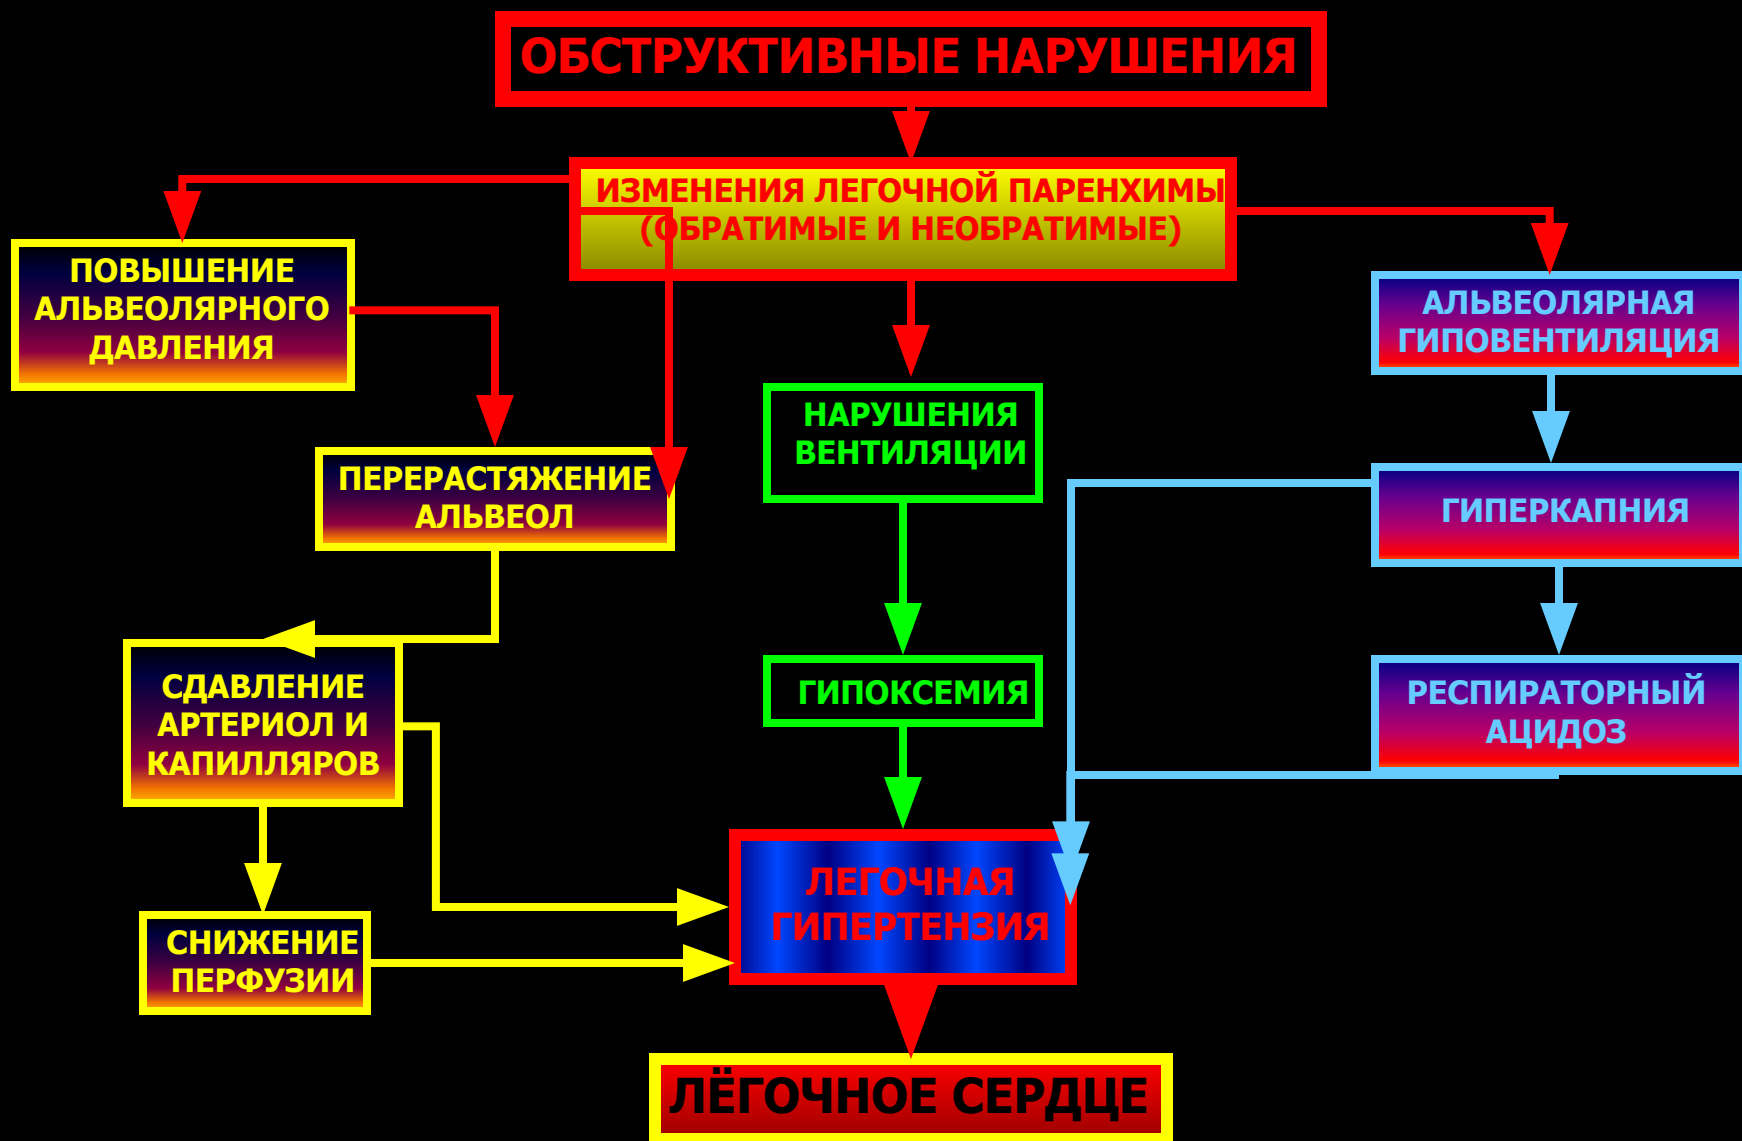 ОБСТРУКТИВНЫЕ НАРУШЕНИЯ
ИЗМЕНЕНИЯ ЛЕГОЧНОЙ ПАРЕНХИМЫ
(ОБРАТИМЫЕ И НЕОБРАТИМЫЕ)
ПОВЫШЕНИЕ
АЛЬВЕОЛЯРНОГО
ДАВЛЕНИЯ
АЛЬВЕОЛЯРНАЯ
ГИПОВЕНТИЛЯЦИЯ
НАРУШЕНИЯ
ВЕНТИЛЯЦИИ
ПЕРЕРАСТЯЖЕНИЕ
АЛЬВЕОЛ
ГИПЕРКАПНИЯ
СДАВЛЕНИЕ
АРТЕРИОЛ И
КАПИЛЛЯРОВ
ГИПОКСЕМИЯ
РЕСПИРАТОРНЫЙ
АЦИДОЗ
ЛЕГОЧНАЯ
ГИПЕРТЕНЗИЯ
СНИЖЕНИЕ
ПЕРФУЗИИ
ЛЁГОЧНОЕ СЕРДЦЕ